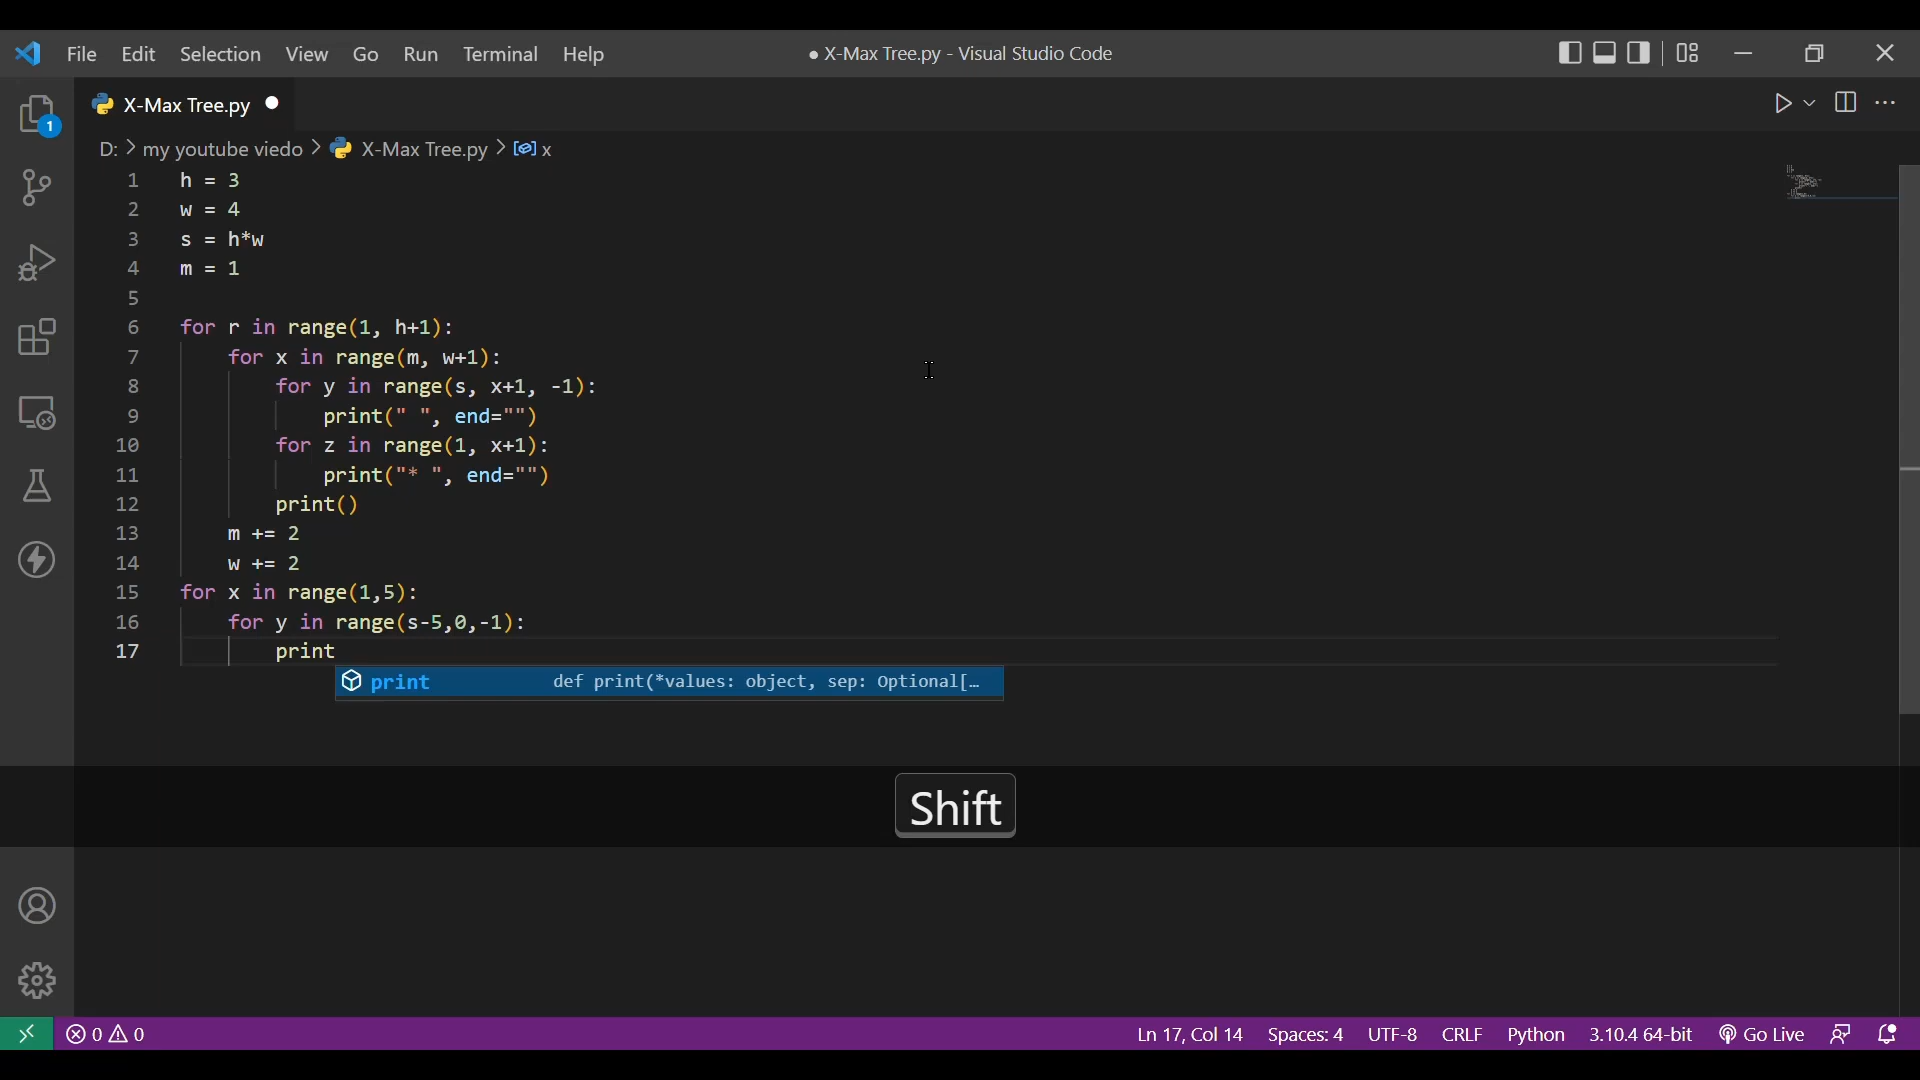 File Edit Selection View Go Run Terminal Help
● X-Max Tree.py - Visual Studio Code
X-Max Tree.py
1
D: > my youtube viedo > X-Max Tree.py > x
1 h = 3
2 w = 4
3 s = h*w
4 m = 1
5
6 for r in range(1, h+1):
7 for x in range(m, w+1):
8 for y in range(s, x+1, -1):
9 print(" ", end="")
10 for z in range(1, x+1):
11 print("* ", end="")
12 print()
13 m += 2
14 w += 2
15 for x in range(1,5):
16 for y in range(s-5,0,-1):
17 print
print def print(*values: object, sep: Optional[…
Shift
0 0 Ln 17, Col 14 Spaces: 4 UTF-8 CRLF Python 3.10.4 64-bit Go Live